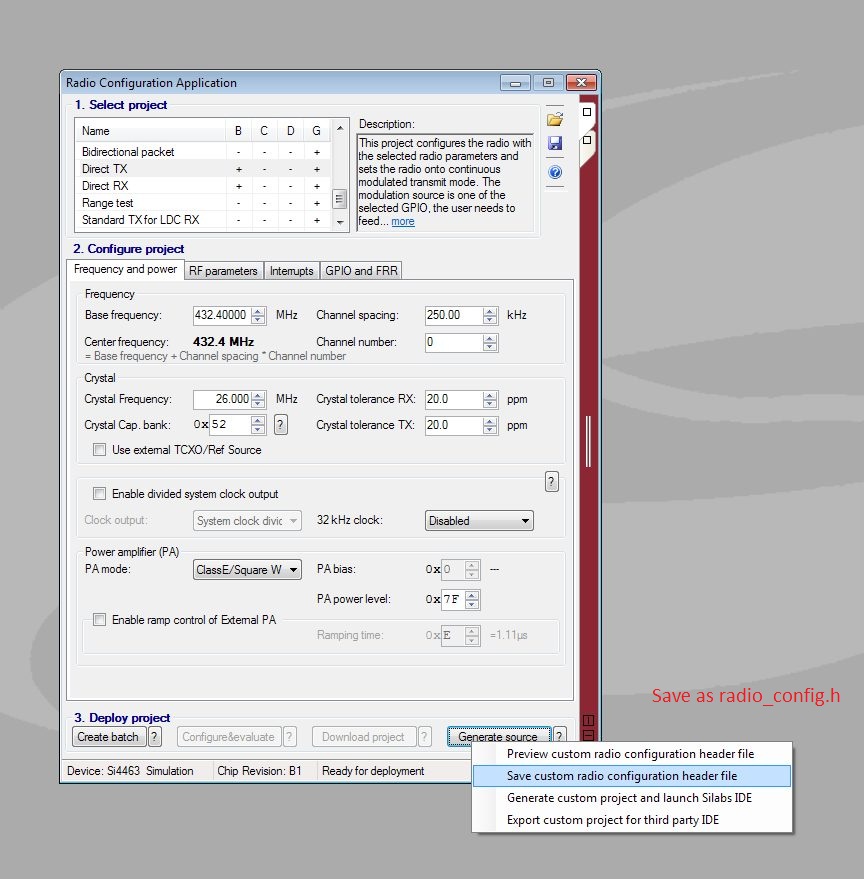 Radio Configuration Application
1. Select project
Name B C D G
Bidirectional packet - - - +
Direct TX + - - +
Direct RX + - - +
Range test - - - +
Standard TX for LDC RX - - - +
Description:
This project configures the radio with
the selected radio parameters and
sets the radio onto continuous
modulated transmit mode. The
modulation source is one of the
selected GPIO, the user needs to
feed... more
2. Configure project
Frequency and power RF parameters Interrupts GPIO and FRR
Frequency
Base frequency: 432.40000 MHz Channel spacing: 250.00 kHz
Center frequency: 432.4 MHz Channel number: 0
= Base frequency + Channel spacing * Channel number
Crystal
Crystal Frequency: 26.000 MHz Crystal tolerance RX: 20.0 ppm
Crystal Cap. bank: 0x52 ? Crystal tolerance TX: 20.0 ppm
Use external TCXO/Ref Source
?
Enable divided system clock output
Clock output: System clock divic 32 kHz clock: Disabled
Power amplifier (PA)
PA mode: ClassE/Square W PA bias: 0x0 ---
PA power level: 0x7F
Enable ramp control of External PA
Ramping time: 0xE =1.11µs
Save as radio_config.h
3. Deploy project
Create batch ? Configure&evaluate ? Download project ? Generate source ?
Preview custom radio configuration header file
Device: Si4463 Simulation Chip Revision: B1 Ready for deployment
Save custom radio configuration header file
Generate custom project and launch Silabs IDE
Export custom project for third party IDE